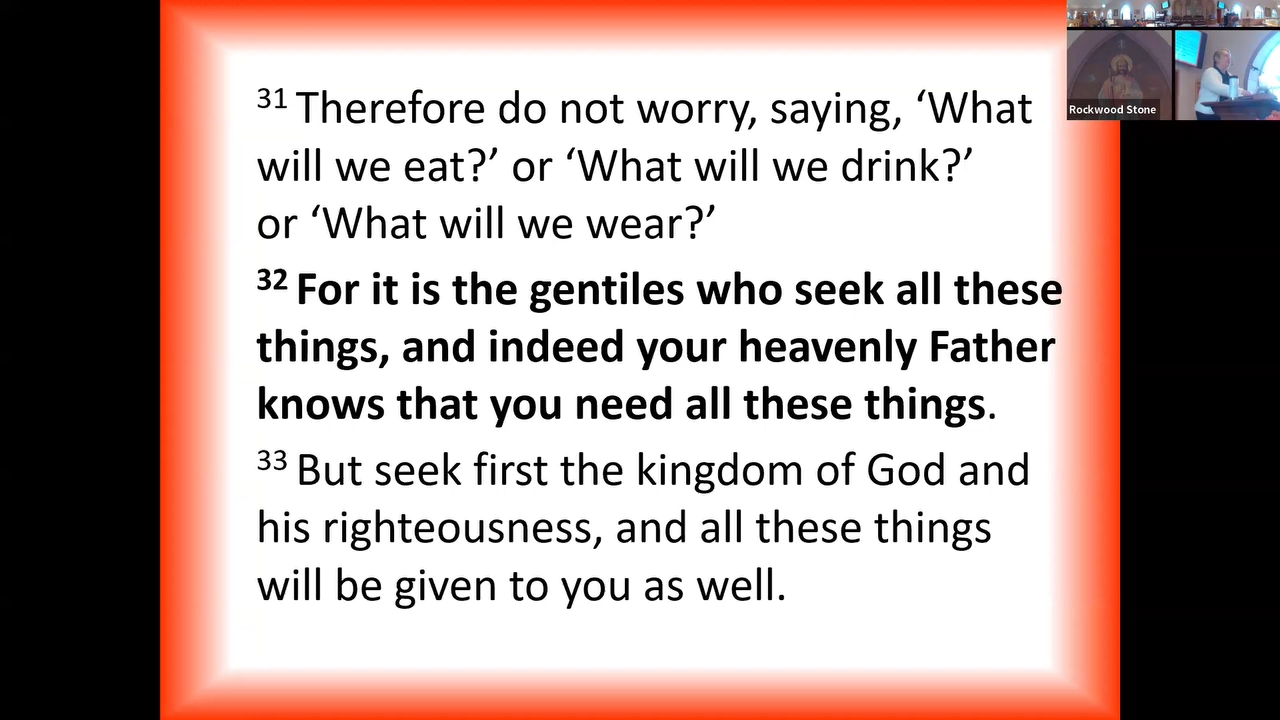 31 Therefore do not worry, saying, ‘What
will we eat?’ or ‘What will we drink?’
or ‘What will we wear?’
32 For it is the gentiles who seek all these
things, and indeed your heavenly Father
knows that you need all these things.
33 But seek first the kingdom of God and
his righteousness, and all these things
will be given to you as well.
Rockwood Stone